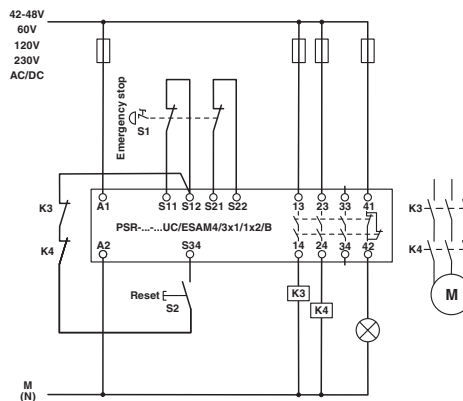 42-48V
60V
120V
230V
AC/DC
Emergency stop
S1
A1 S11 S12 S21 S22 13 23 33 41
K3
K4
PSR-...-...UC/ESAM4/3x1/1x2/B
A2 S34 14 24 34 42
Reset
S2
K3
K4
K3
K4
M
M
(N)